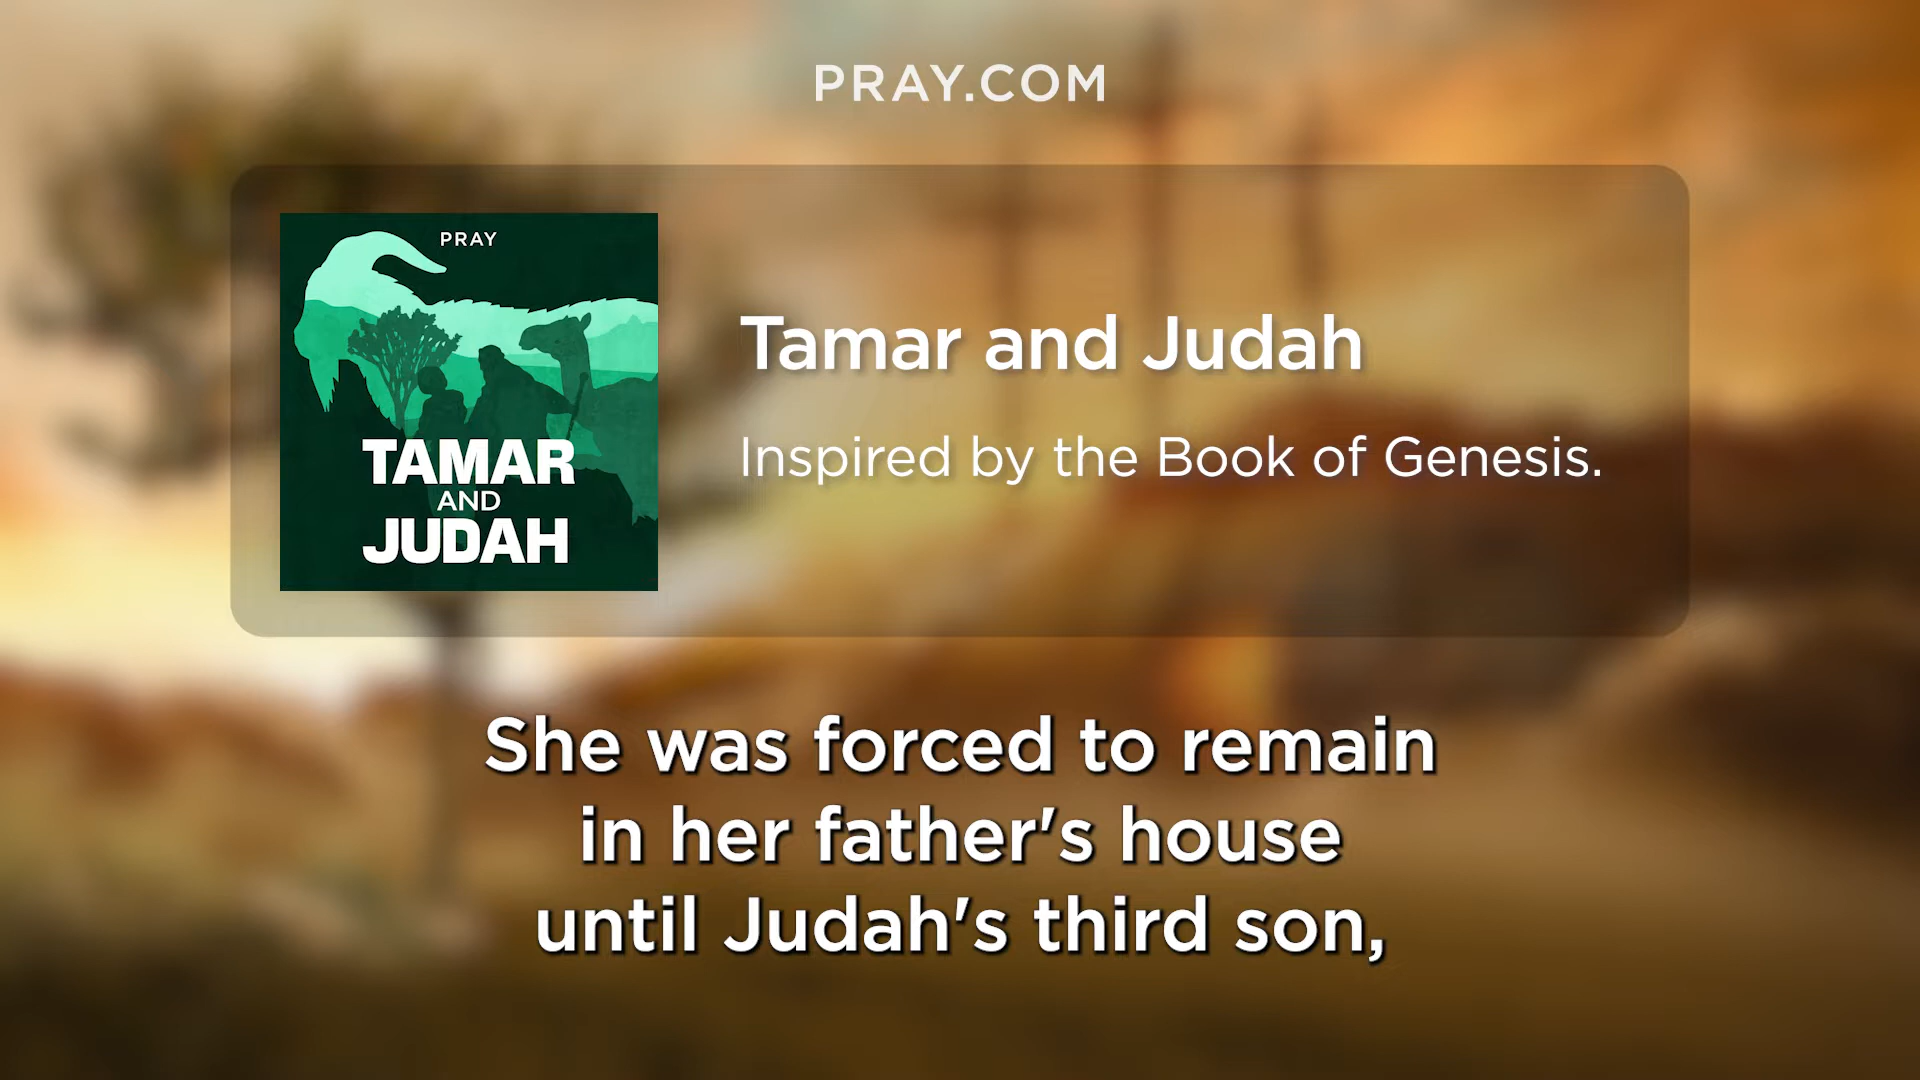 PRAY.COM
PRAY
TAMAR
AND
JUDAH
Tamar and Judah
Inspired by the Book of Genesis.
She was forced to remain
in her father's house
until Judah's third son,